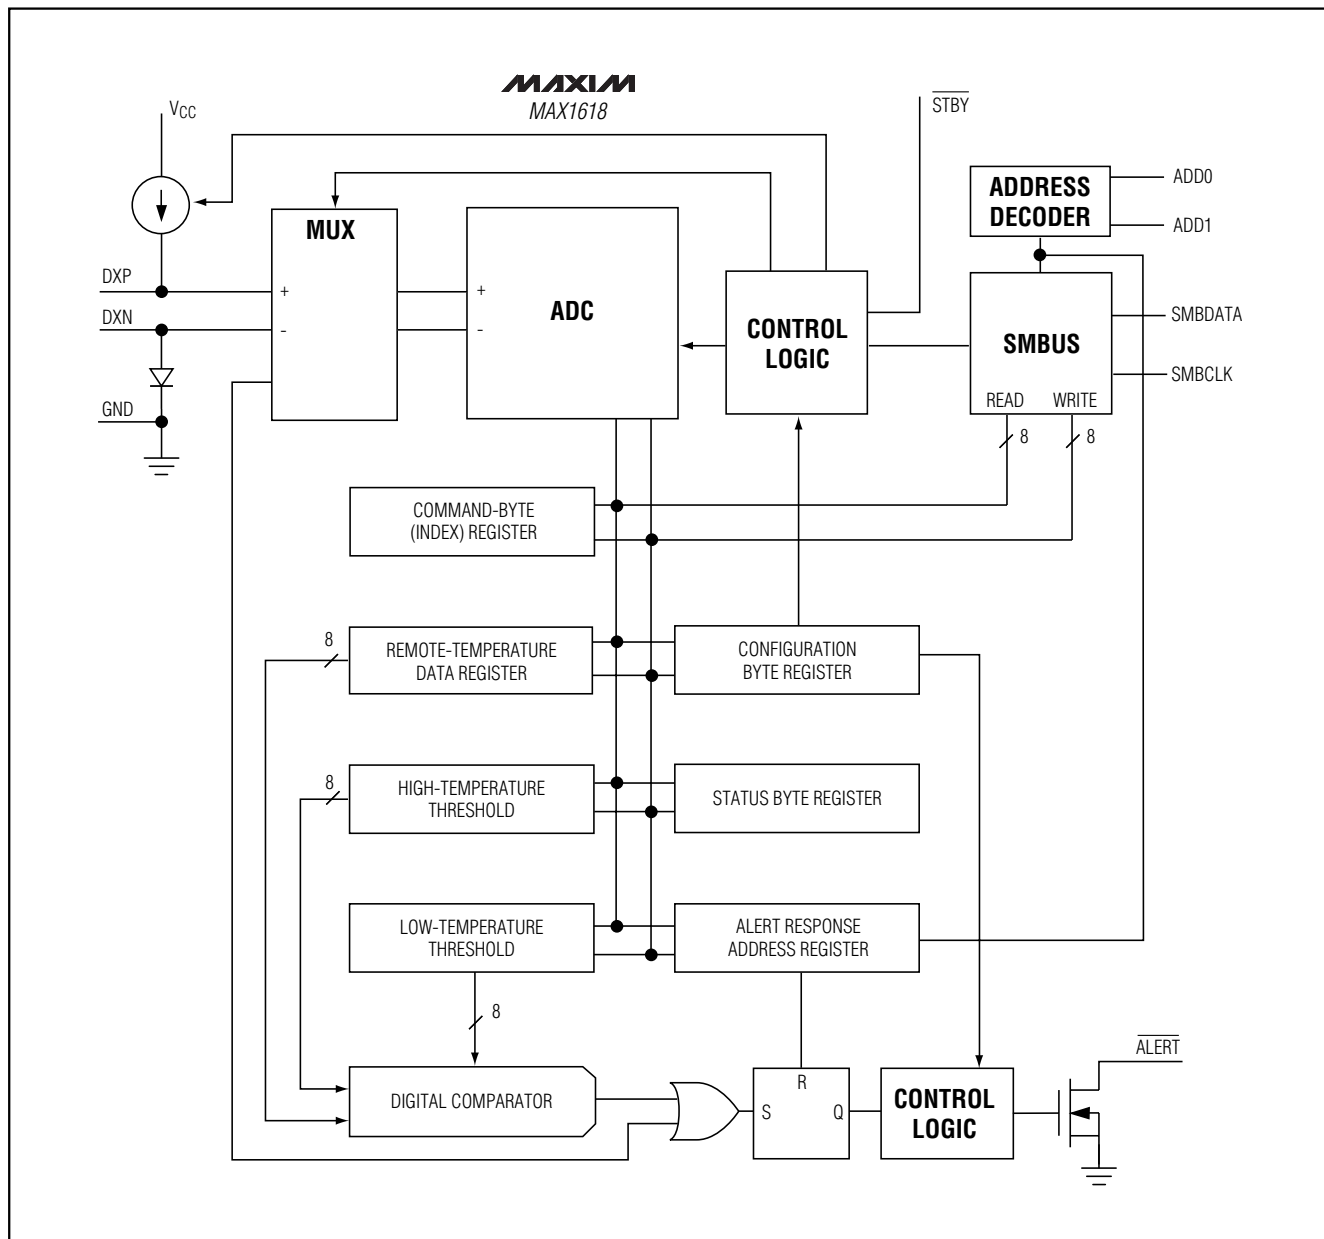 MAXIM
MAX1618
VCC
STBY
ADDRESS
DECODER
ADD0
ADD1
MUX
ADC
CONTROL
LOGIC
SMBUS
READ
WRITE
SMBDATA
SMBCLK
DXP
DXN
GND
+
-
+
-
8
8
COMMAND-BYTE
(INDEX) REGISTER
8
REMOTE-TEMPERATURE
DATA REGISTER
CONFIGURATION
BYTE REGISTER
8
HIGH-TEMPERATURE
THRESHOLD
STATUS BYTE REGISTER
LOW-TEMPERATURE
THRESHOLD
ALERT RESPONSE
ADDRESS REGISTER
8
DIGITAL COMPARATOR
S
R
Q
CONTROL
LOGIC
ALERT